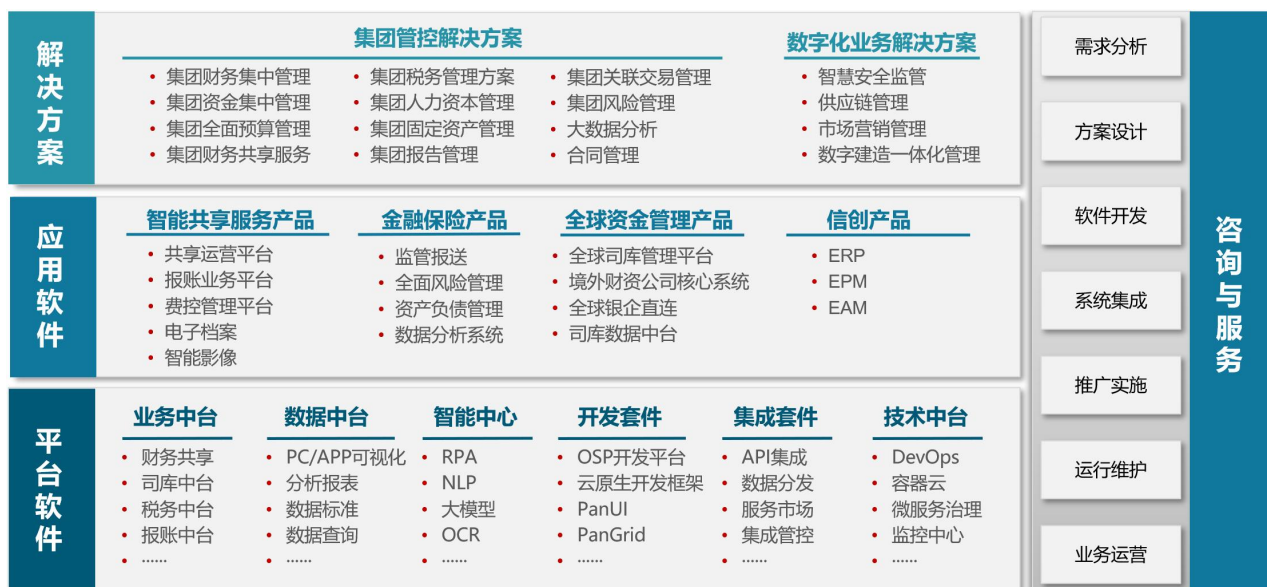 解决方案
集团管控解决方案
• 集团财务集中管理
• 集团资金集中管理
• 集团全面预算管理
• 集团财务共享服务
• 集团税务管理方案
• 集团人力资本管理
• 集团固定资产管理
• 集团报告管理
• 集团关联交易管理
• 集团风险管理
• 大数据分析
• 合同管理
数字化业务解决方案
• 智慧安全监管
• 供应链管理
• 市场营销管理
• 数字建造一体化管理
应用软件
智能共享服务产品
• 共享运营平台
• 报账业务平台
• 费控管理平台
• 电子档案
• 智能影像
金融保险产品
• 监管报送
• 全面风险管理
• 资产负债管理
• 数据分析系统
全球资金管理产品
• 全球司库管理平台
• 境外财资公司核心系统
• 全球银企直连
• 司库数据中台
信创产品
• ERP
• EPM
• EAM
平台软件
业务中台
• 财务共享
• 司库中台
• 税务中台
• 报账中台
• ......
数据中台
• PC/APP可视化
• 分析报表
• 数据标准
• 数据查询
• ......
智能中心
• RPA
• NLP
• 大模型
• OCR
• ......
开发套件
• OSP开发平台
• 云原生开发框架
• PanUI
• PanGrid
• ......
集成套件
• API集成
• 数据分发
• 服务市场
• 集成管控
• ......
技术中台
• DevOps
• 容器云
• 微服务治理
• 监控中心
• ......
需求分析
方案设计
软件开发
系统集成
推广实施
运行维护
业务运营
咨询与服务